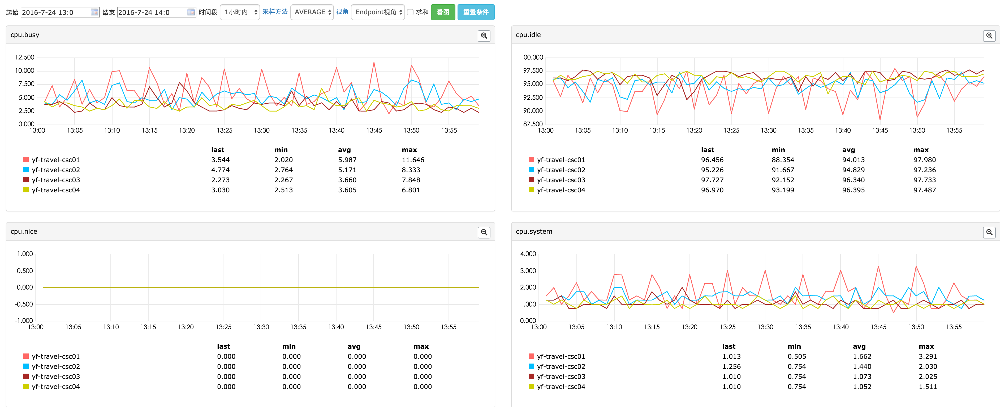 起始 2016-7-24 13:0 结束 2016-7-24 14:0 时间段 1小时内 采样方法 AVERAGE 视角 Endpoint视角 求和 看图 重置条件
cpu.busy
12.500
10.000
7.500
5.000
2.500
0.000
13:00 13:05 13:10 13:15 13:20 13:25 13:30 13:35 13:40 13:45 13:50 13:55
last min avg max
yf-travel-csc01 3.544 2.020 5.987 11.646
yf-travel-csc02 4.774 2.764 5.171 8.333
yf-travel-csc03 2.273 2.267 3.660 7.848
yf-travel-csc04 3.030 2.513 3.605 6.801
cpu.idle
100.000
97.500
95.000
92.500
90.000
87.500
13:00 13:05 13:10 13:15 13:20 13:25 13:30 13:35 13:40 13:45 13:50 13:55
last min avg max
yf-travel-csc01 96.456 88.354 94.013 97.980
yf-travel-csc02 95.226 91.667 94.829 97.236
yf-travel-csc03 97.727 92.152 96.340 97.733
yf-travel-csc04 96.970 93.199 96.395 97.487
cpu.nice
1.000
0.500
0.000
-0.500
-1.000
13:00 13:05 13:10 13:15 13:20 13:25 13:30 13:35 13:40 13:45 13:50 13:55
last min avg max
yf-travel-csc01 0.000 0.000 0.000 0.000
yf-travel-csc02 0.000 0.000 0.000 0.000
yf-travel-csc03 0.000 0.000 0.000 0.000
yf-travel-csc04 0.000 0.000 0.000 0.000
cpu.system
4.000
3.000
2.000
1.000
0.000
13:00 13:05 13:10 13:15 13:20 13:25 13:30 13:35 13:40 13:45 13:50 13:55
last min avg max
yf-travel-csc01 1.013 0.505 1.662 3.291
yf-travel-csc02 1.256 0.754 1.440 2.030
yf-travel-csc03 1.010 0.754 1.073 2.025
yf-travel-csc04 1.010 0.754 1.052 1.511